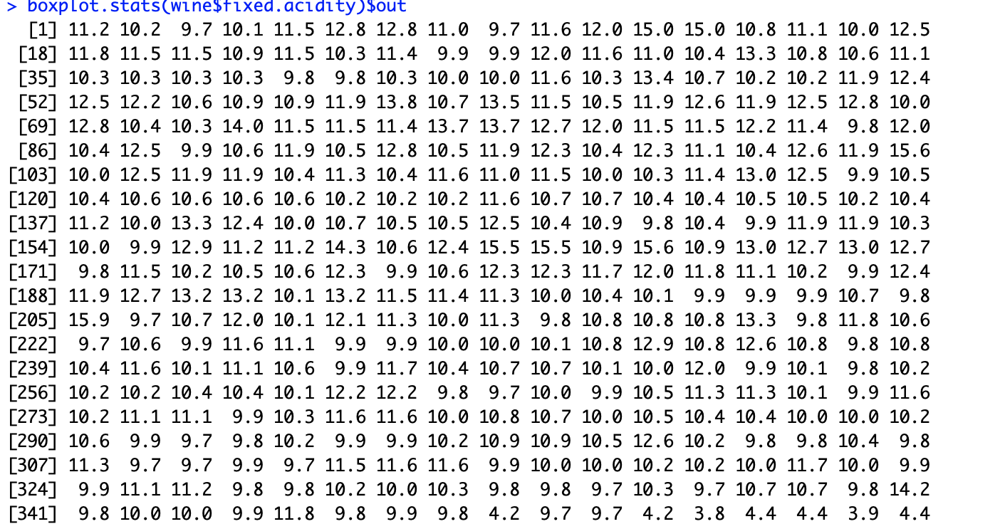 > boxplot.stats(wine$fixed.acidity)$out
[1] 11.2 10.2 9.7 10.1 11.5 12.8 12.8 11.0 9.7 11.6 12.0 15.0 15.0 10.8 11.1 10.0 12.5
[18] 11.8 11.5 11.5 10.9 11.5 10.3 11.4 9.9 9.9 12.0 11.6 11.0 10.4 13.3 10.8 10.6 11.1
[35] 10.3 10.3 10.3 10.3 9.8 9.8 10.3 10.0 10.0 11.6 10.3 13.4 10.7 10.2 10.2 11.9 12.4
[52] 12.5 12.2 10.6 10.9 10.9 11.9 13.8 10.7 13.5 11.5 10.5 11.9 12.6 11.9 12.5 12.8 10.0
[69] 12.8 10.4 10.3 14.0 11.5 11.5 11.4 13.7 13.7 12.7 12.0 11.5 11.5 12.2 11.4 9.8 12.0
[86] 10.4 12.5 9.9 10.6 11.9 10.5 12.8 10.5 11.9 12.3 10.4 12.3 11.1 10.4 12.6 11.9 15.6
[103] 10.0 12.5 11.9 11.9 10.4 11.3 10.4 11.6 11.0 11.5 10.0 10.3 11.4 13.0 12.5 9.9 10.5
[120] 10.4 10.6 10.6 10.6 10.6 10.2 10.2 10.2 11.6 10.7 10.7 10.4 10.4 10.5 10.5 10.2 10.4
[137] 11.2 10.0 13.3 12.4 10.0 10.7 10.5 10.5 12.5 10.4 10.9 9.8 10.4 9.9 11.9 11.9 10.3
[154] 10.0 9.9 12.9 11.2 11.2 14.3 10.6 12.4 15.5 15.5 10.9 15.6 10.9 13.0 12.7 13.0 12.7
[171] 9.8 11.5 10.2 10.5 10.6 12.3 9.9 10.6 12.3 12.3 11.7 12.0 11.8 11.1 10.2 9.9 12.4
[188] 11.9 12.7 13.2 13.2 10.1 13.2 11.5 11.4 11.3 10.0 10.4 10.1 9.9 9.9 9.9 10.7 9.8
[205] 15.9 9.7 10.7 12.0 10.1 12.1 11.3 10.0 11.3 9.8 10.8 10.8 10.8 13.3 9.8 11.8 10.6
[222] 9.7 10.6 9.9 11.6 11.1 9.9 9.9 10.0 10.0 10.1 10.8 12.9 10.8 12.6 10.8 9.8 10.8
[239] 10.4 11.6 10.1 11.1 10.6 9.9 11.7 10.4 10.7 10.7 10.1 10.0 12.0 9.9 10.1 9.8 10.2
[256] 10.2 10.2 10.4 10.4 10.1 12.2 12.2 9.8 9.7 10.0 9.9 10.5 11.3 11.3 10.1 9.9 11.6
[273] 10.2 11.1 11.1 9.9 10.3 11.6 11.6 10.0 10.8 10.7 10.0 10.5 10.4 10.4 10.0 10.0 10.2
[290] 10.6 9.9 9.7 9.8 10.2 9.9 9.9 10.2 10.9 10.9 10.5 12.6 10.2 9.8 9.8 10.4 9.8
[307] 11.3 9.7 9.7 9.9 9.7 11.5 11.6 11.6 9.9 10.0 10.0 10.2 10.2 10.0 11.7 10.0 9.9
[324] 9.9 11.1 11.2 9.8 9.8 10.2 10.0 10.3 9.8 9.8 9.7 10.3 9.7 10.7 10.7 9.8 14.2
[341] 9.8 10.0 10.0 9.9 11.8 9.8 9.9 9.8 4.2 9.7 9.7 4.2 3.8 4.4 4.4 3.9 4.4